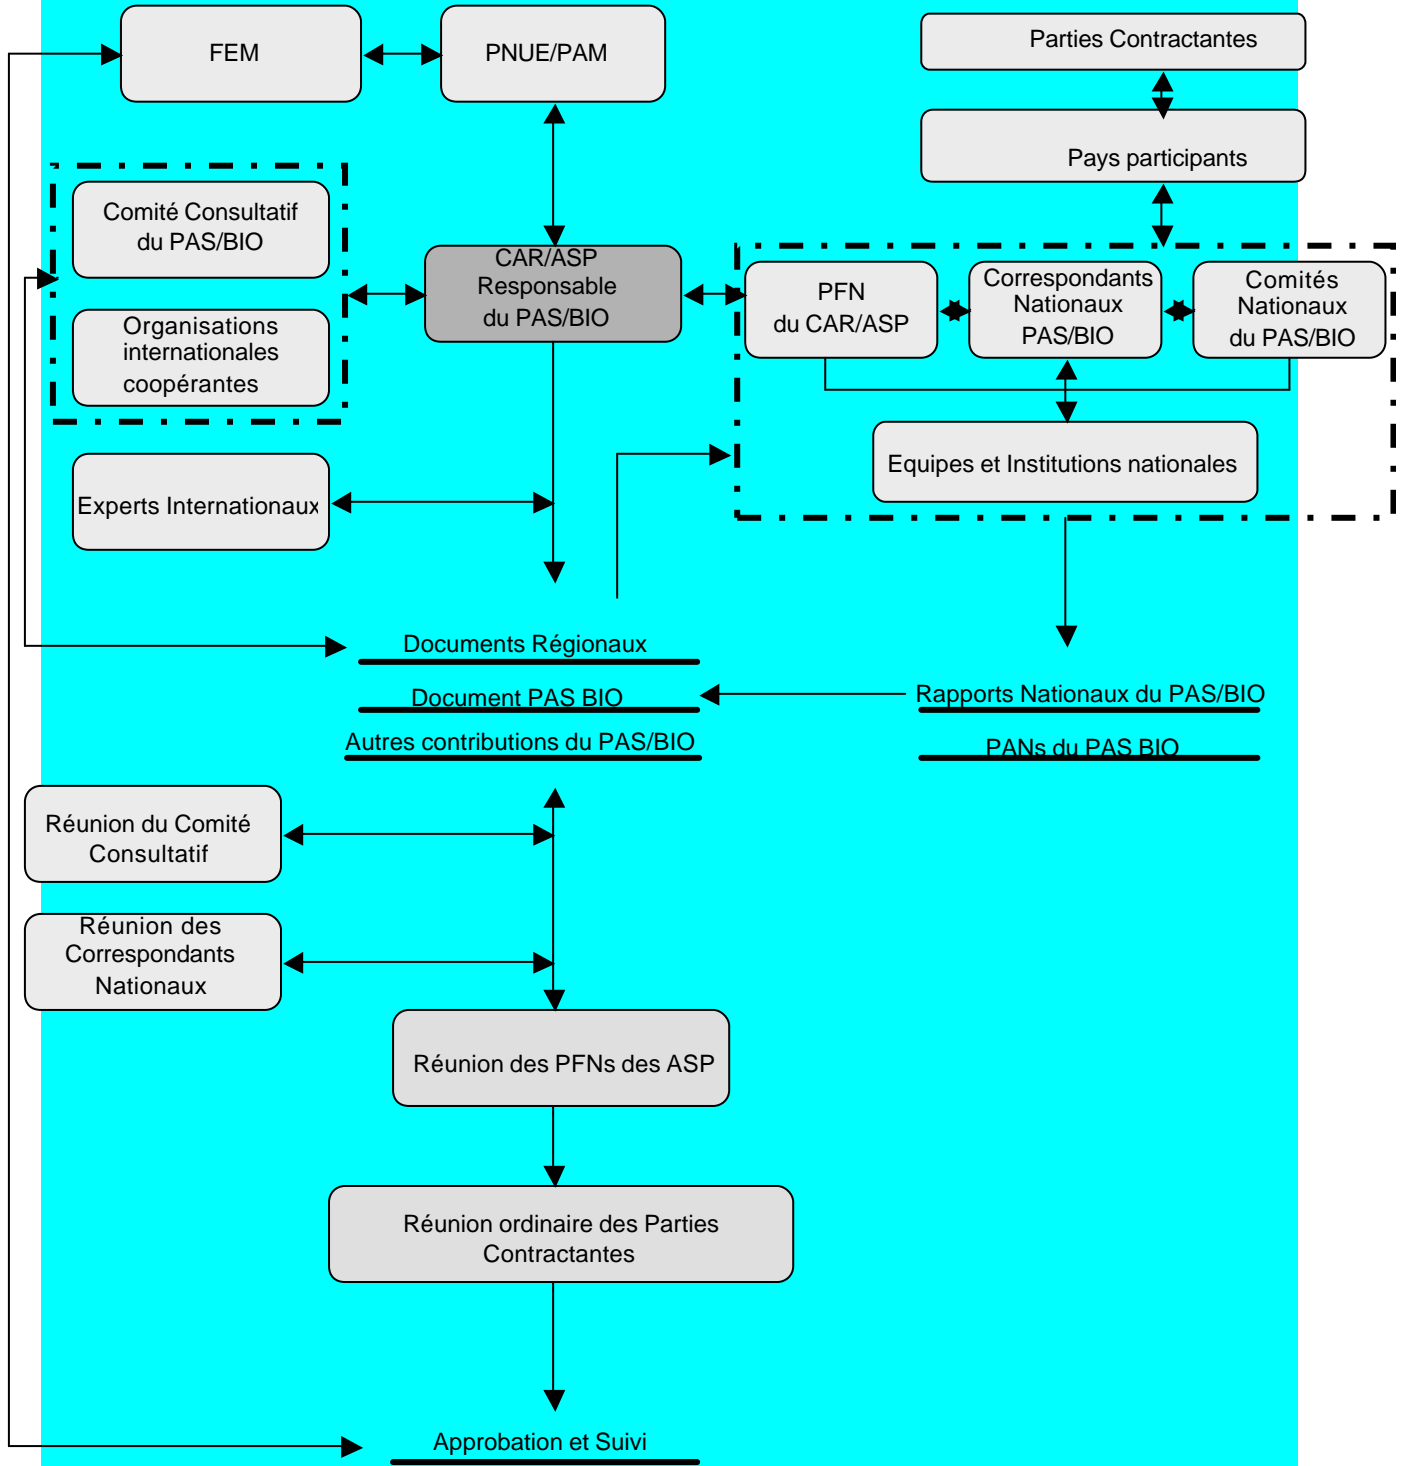 FEM
PNUE/PAM
Parties Contractantes
Pays participants
Comité Consultatif
du PAS/BIO
Organisations
internationales
coopérantes
CAR/ASP
Responsable
du PAS/BIO
PFN
du CAR/ASP
Correspondants
Nationaux
PAS/BIO
Comités
Nationaux
du PAS/BIO
Equipes et Institutions nationales
Experts Internationaux
Documents Régionaux
Document PAS BIO
Autres contributions du PAS/BIO
Rapports Nationaux du PAS/BIO
PANs du PAS BIO
Réunion du Comité
Consultatif
Réunion des
Correspondants
Nationaux
Réunion des PFNs des ASP
Réunion ordinaire des Parties
Contractantes
Approbation et Suivi